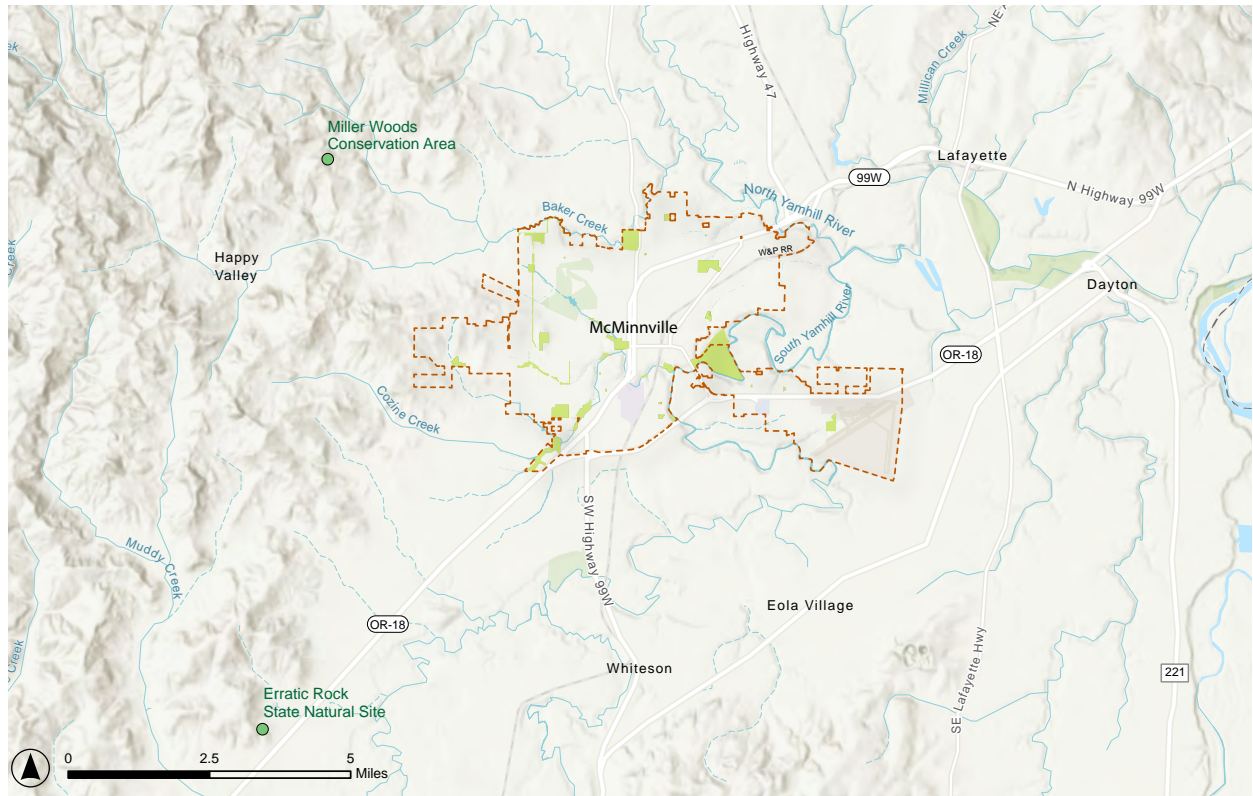 Highway 47
Millican Creek
NE
Miller Woods
Conservation Area
Lafayette
99W
N Highway 99W
North Yamhill River
Baker Creek
W&P RR
Happy
Valley
Dayton
South Yamhill River
McMinnville
OR-18
Cozine Creek
SW Highway 99W
Muddy Creek
Eola Village
OR-18
SE Lafayette Hwy
Creek
Whiteson
221
Erratic Rock
State Natural Site
0 2.5 5
Miles